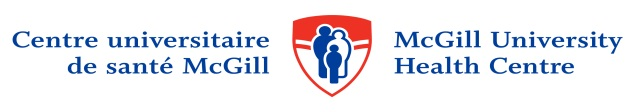 Centre universitaire
de santé McGill
McGill University
Health Centre